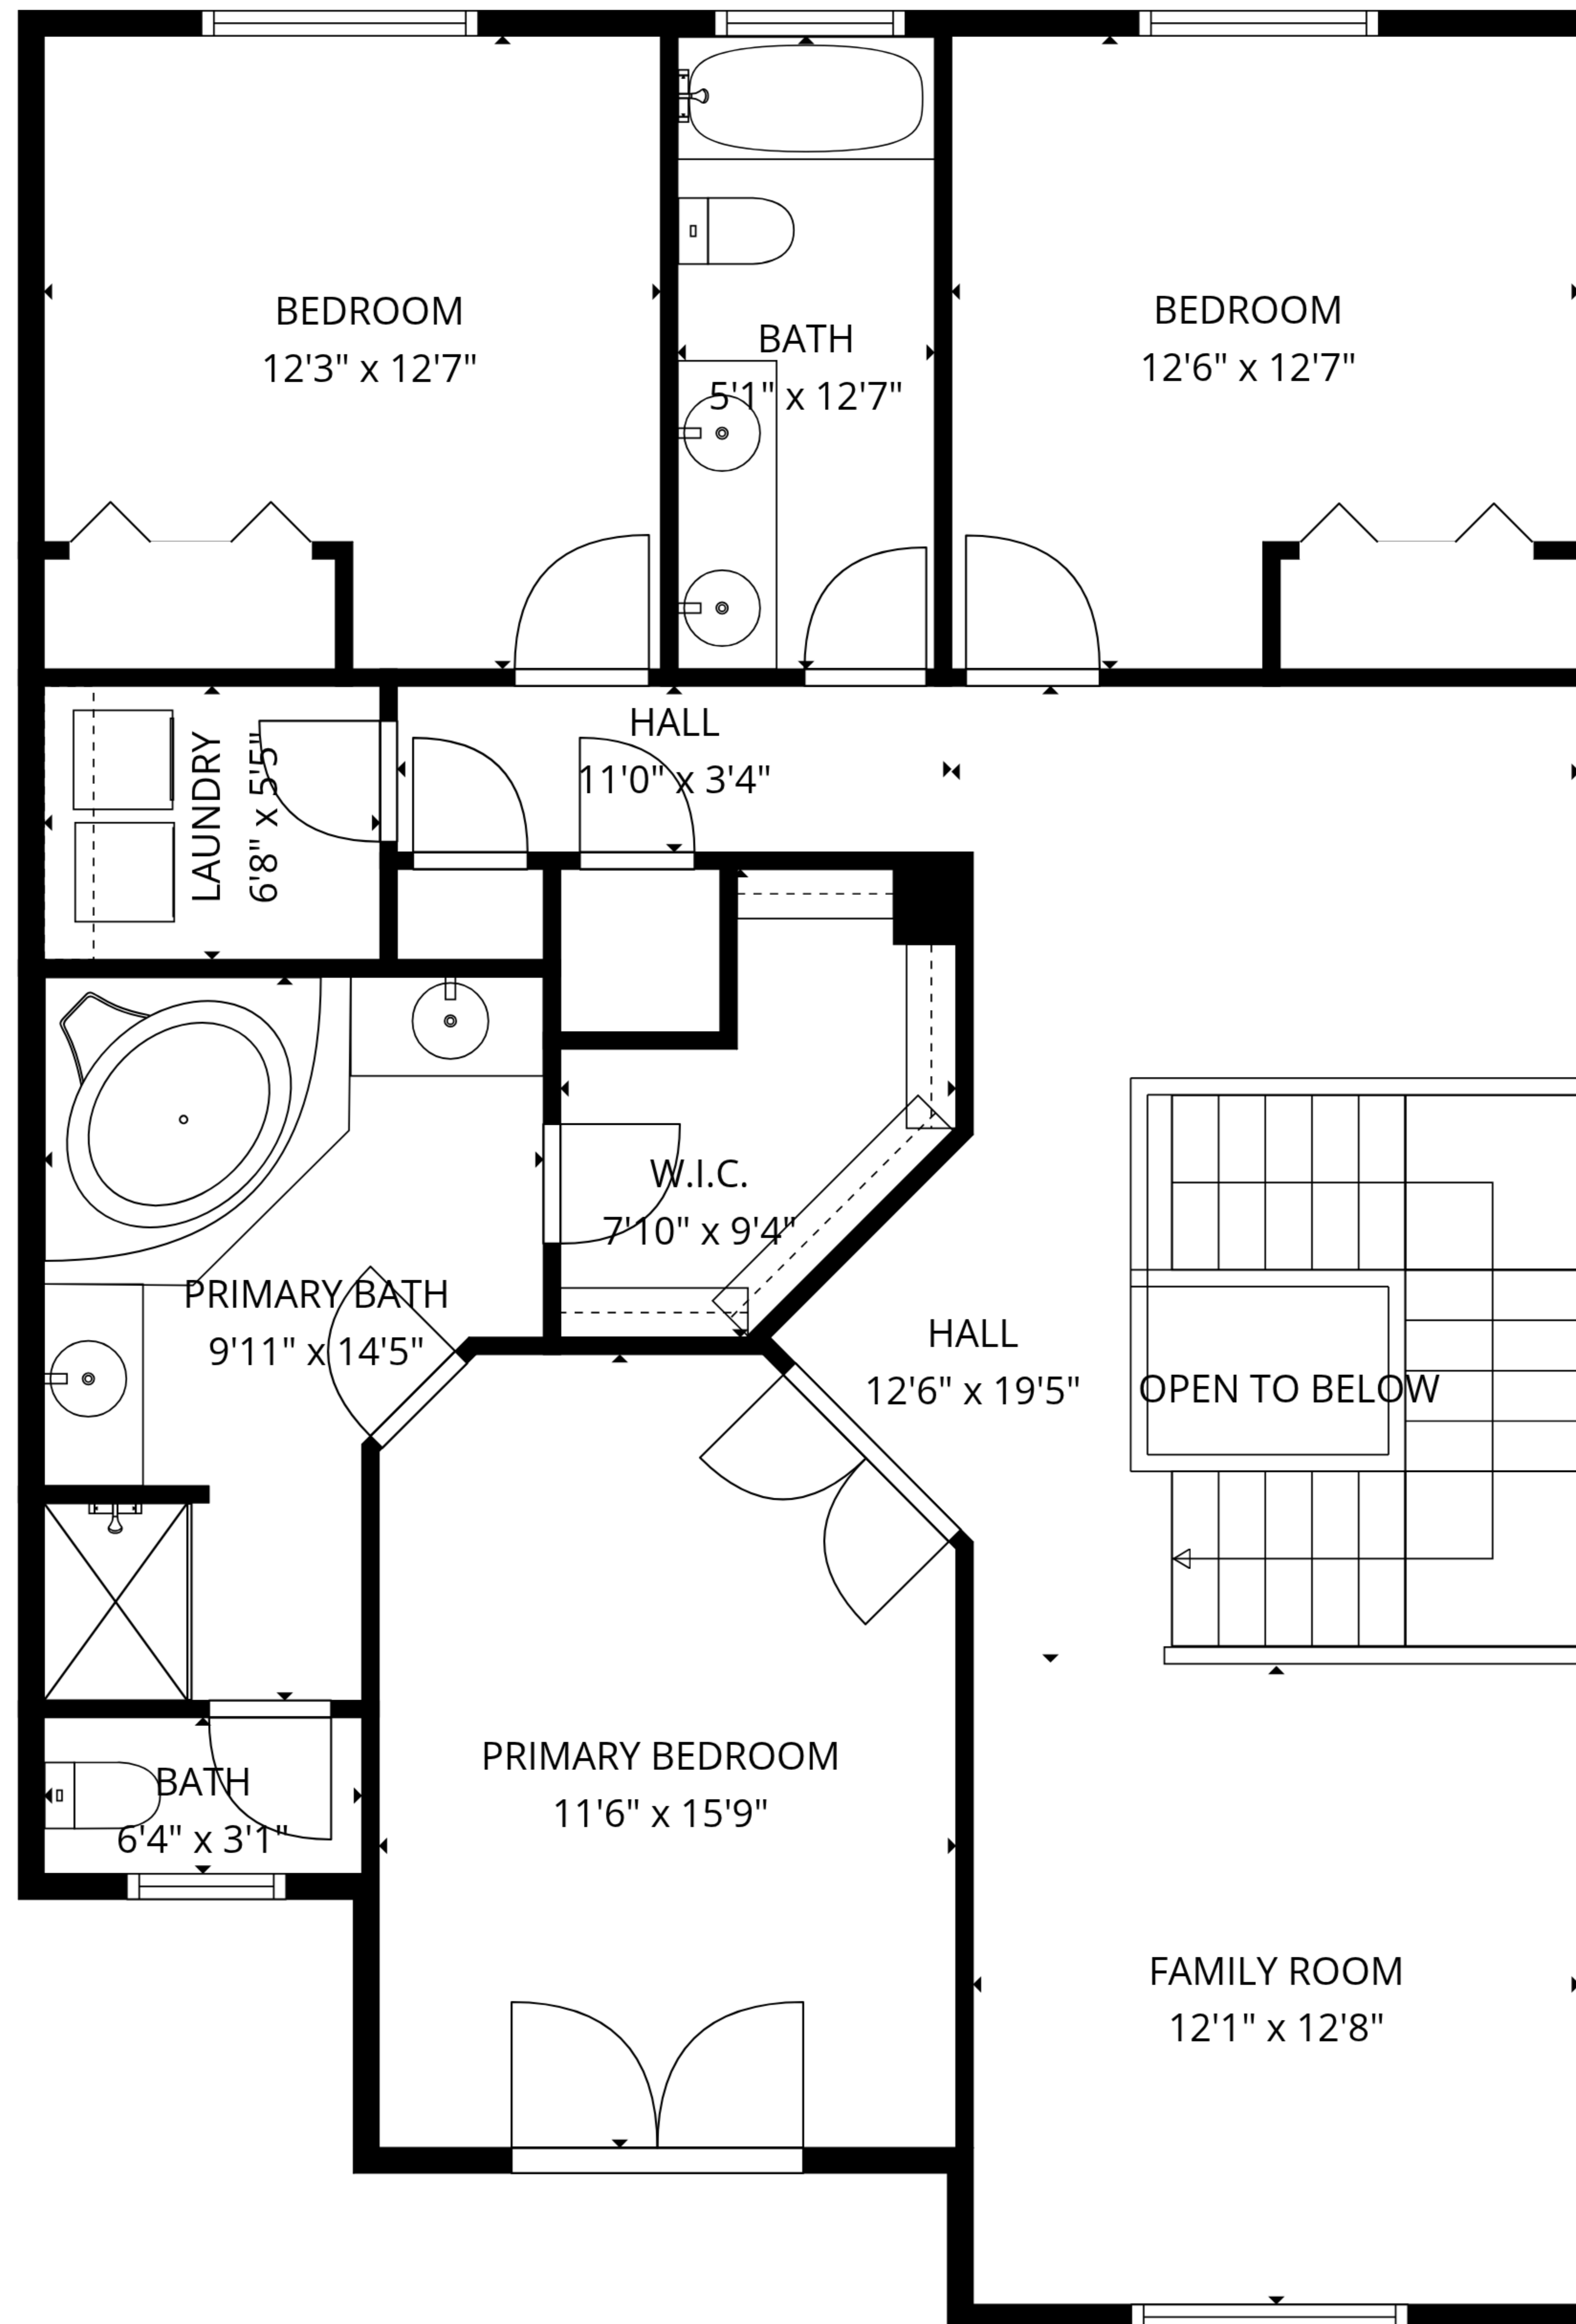 BEDROOM
12'3" x 12'7"
BATH
5'1" x 12'7"
BEDROOM
12'6" x 12'7"
HALL
11'0" x 3'4"
LAUNDRY
6'8" x 5'5"
W.I.C.
7'10" x 9'4"
PRIMARY BATH
9'11" x 14'5"
HALL
12'6" x 19'5"
OPEN TO BELOW
PRIMARY BEDROOM
11'6" x 15'9"
BATH
6'4" x 3'1"
FAMILY ROOM
12'1" x 12'8"